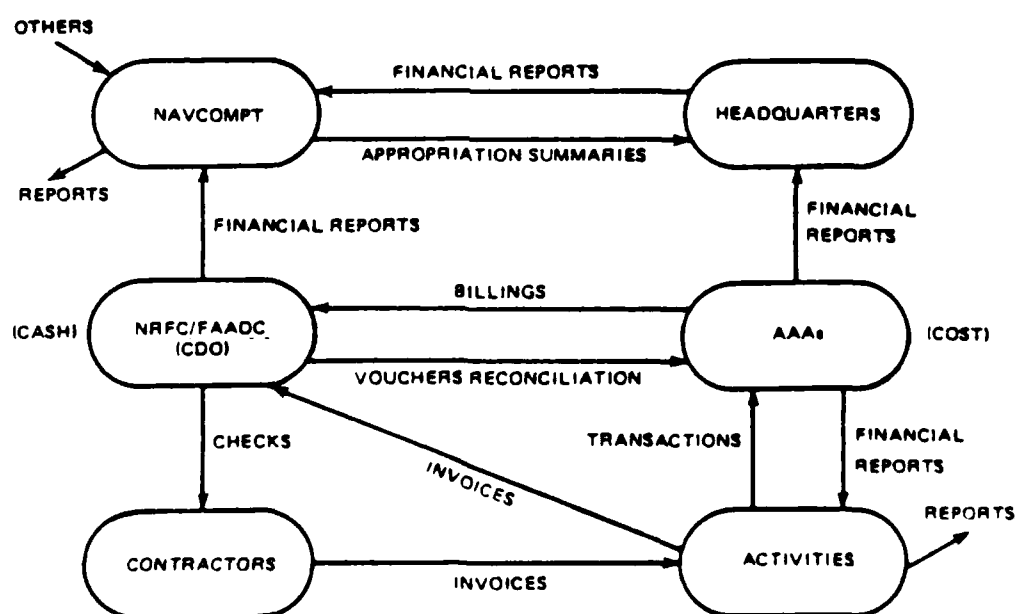 OTHERS
FINANCIAL REPORTS
NAVCOMPT
HEADQUARTERS
APPROPRIATION SUMMARIES
REPORTS
FINANCIAL REPORTS
FINANCIAL
REPORTS
BILLINGS
(CASH)
NRFC/FAADC
(CDO)
AAAs
(COST)
VOUCHERS RECONCILIATION
CHECKS
TRANSACTIONS
FINANCIAL
REPORTS
INVOICES
REPORTS
CONTRACTORS
ACTIVITIES
INVOICES